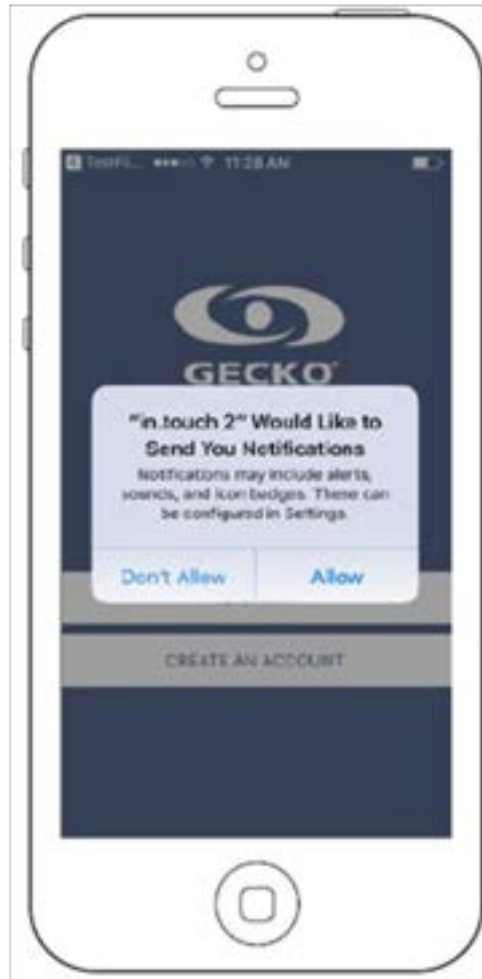 TestFl... 11:28 AM
GECKO
"in.touch 2" Would Like to
Send You Notifications
Notifications may include alerts,
sounds, and icon badges. These can
be configured in Settings.
Don't Allow Allow
CREATE AN ACCOUNT